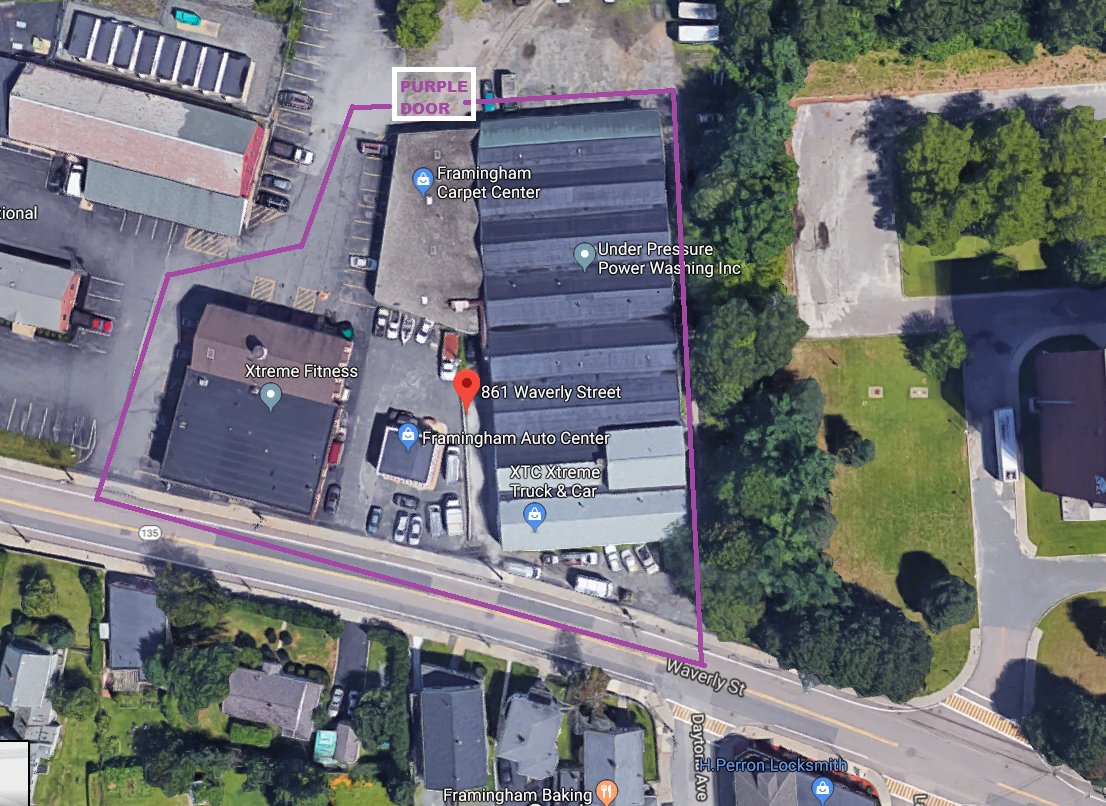 PURPLE
DOOR
Framingham
Carpet Center
tional
Under Pressure
Power Washing Inc
Xtreme Fitness
861 Waverly Street
Framingham Auto Center
XTC Xtreme
Truck & Car
135
Waverly St
Dayton Ave
H.Perron Locksmith
Framingham Baking